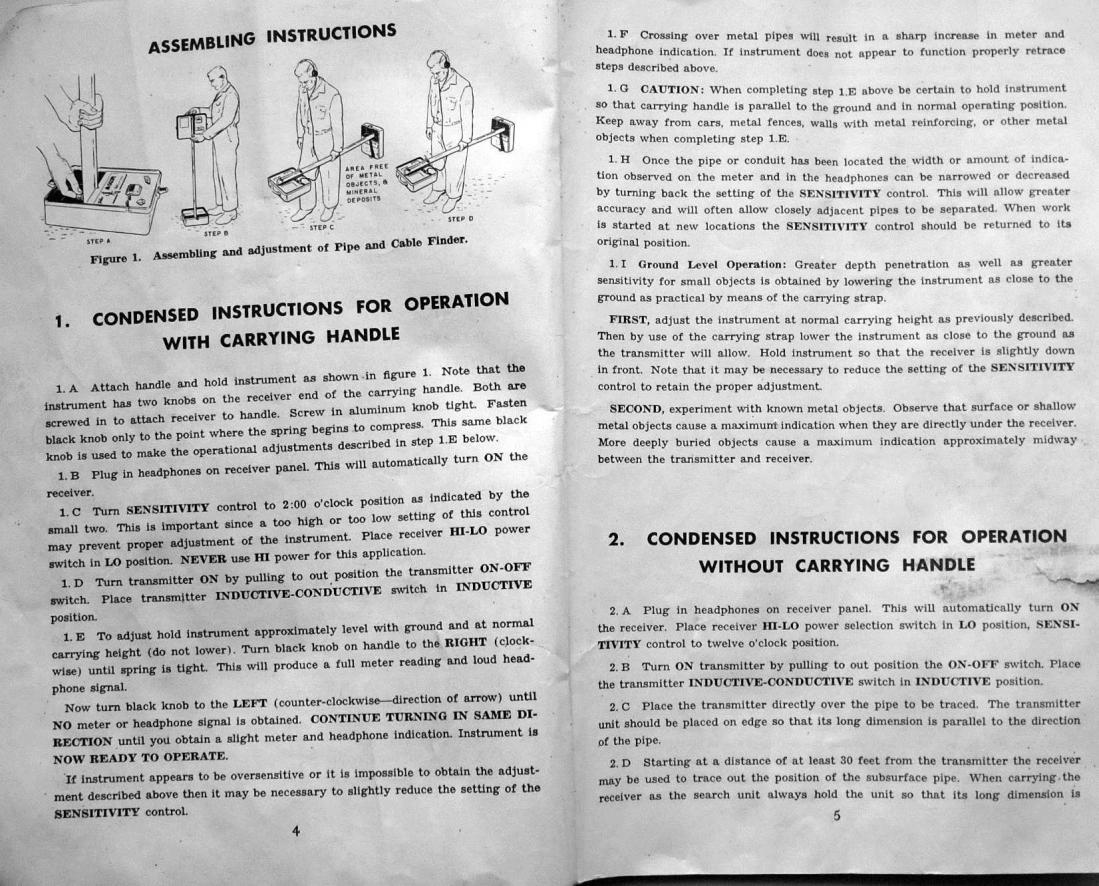 ASSEMBLING INSTRUCTIONS
AREA FREE
OF METAL
OBJECTS, &
MINERAL
DEPOSITS
STEP A
STEP B
STEP C
STEP D
Figure 1. Assembling and adjustment of Pipe and Cable Finder.
1. CONDENSED INSTRUCTIONS FOR OPERATION
WITH CARRYING HANDLE
1. A Attach handle and hold instrument as shown in figure 1. Note that the
instrument has two knobs on the receiver end of the carrying handle. Both are
screwed in to attach receiver to handle. Screw in aluminum knob tight. Fasten
black knob only to the point where the spring begins to compress. This same black
knob is used to make the operational adjustments described in step 1.E below.
1. B Plug in headphones on receiver panel. This will automatically turn ON the
receiver.
1. C Turn SENSITIVITY control to 2:00 o'clock position as indicated by the
small two. This is important since a too high or too low setting of this control
may prevent proper adjustment of the instrument. Place receiver HI-LO power
switch in LO position. NEVER use HI power for this application.
1. D Turn transmitter ON by pulling to out position the transmitter ON-OFF
switch. Place transmitter INDUCTIVE-CONDUCTIVE switch in INDUCTIVE
position.
1. E To adjust hold instrument approximately level with ground and at normal
carrying height (do not lower). Turn black knob on handle to the RIGHT (clock-
wise) until spring is tight. This will produce a full meter reading and loud head-
phone signal.
Now turn black knob to the LEFT (counter-clockwise—direction of arrow) until
NO meter or headphone signal is obtained. CONTINUE TURNING IN SAME DI-
RECTION until you obtain a slight meter and headphone indication. Instrument is
NOW READY TO OPERATE.
If instrument appears to be oversensitive or it is impossible to obtain the adjust-
ment described above then it may be necessary to slightly reduce the setting of the
SENSITIVITY control.
4
1. F Crossing over metal pipes will result in a sharp increase in meter and
headphone indication. If instrument does not appear to function properly retrace
steps described above.
1. G CAUTION: When completing step 1.E above be certain to hold instrument
so that carrying handle is parallel to the ground and in normal operating position.
Keep away from cars, metal fences, walls with metal reinforcing, or other metal
objects when completing step 1.E.
1. H Once the pipe or conduit has been located the width or amount of indica-
tion observed on the meter and in the headphones can be narrowed or decreased
by turning back the setting of the SENSITIVITY control. This will allow greater
accuracy and will often allow closely adjacent pipes to be separated. When work
is started at new locations the SENSITIVITY control should be returned to its
original position.
1. I Ground Level Operation: Greater depth penetration as well as greater
sensitivity for small objects is obtained by lowering the instrument as close to the
ground as practical by means of the carrying strap.
FIRST, adjust the instrument at normal carrying height as previously described.
Then by use of the carrying strap lower the instrument as close to the ground as
the transmitter will allow. Hold instrument so that the receiver is slightly down
in front. Note that it may be necessary to reduce the setting of the SENSITIVITY
control to retain the proper adjustment.
SECOND, experiment with known metal objects. Observe that surface or shallow
metal objects cause a maximum indication when they are directly under the receiver.
More deeply buried objects cause a maximum indication approximately midway
between the transmitter and receiver.
2. CONDENSED INSTRUCTIONS FOR OPERATION
WITHOUT CARRYING HANDLE
2. A Plug in headphones on receiver panel. This will automatically turn ON
the receiver. Place receiver HI-LO power selection switch in LO position, SENSI-
TIVITY control to twelve o'clock position.
2. B Turn ON transmitter by pulling to out position the ON-OFF switch. Place
the transmitter INDUCTIVE-CONDUCTIVE switch in INDUCTIVE position.
2. C Place the transmitter directly over the pipe to be traced. The transmitter
unit should be placed on edge so that its long dimension is parallel to the direction
of the pipe.
2. D Starting at a distance of at least 30 feet from the transmitter the receiver
may be used to trace out the position of the subsurface pipe. When carrying the
receiver as the search unit always hold the unit so that its long dimension is
5